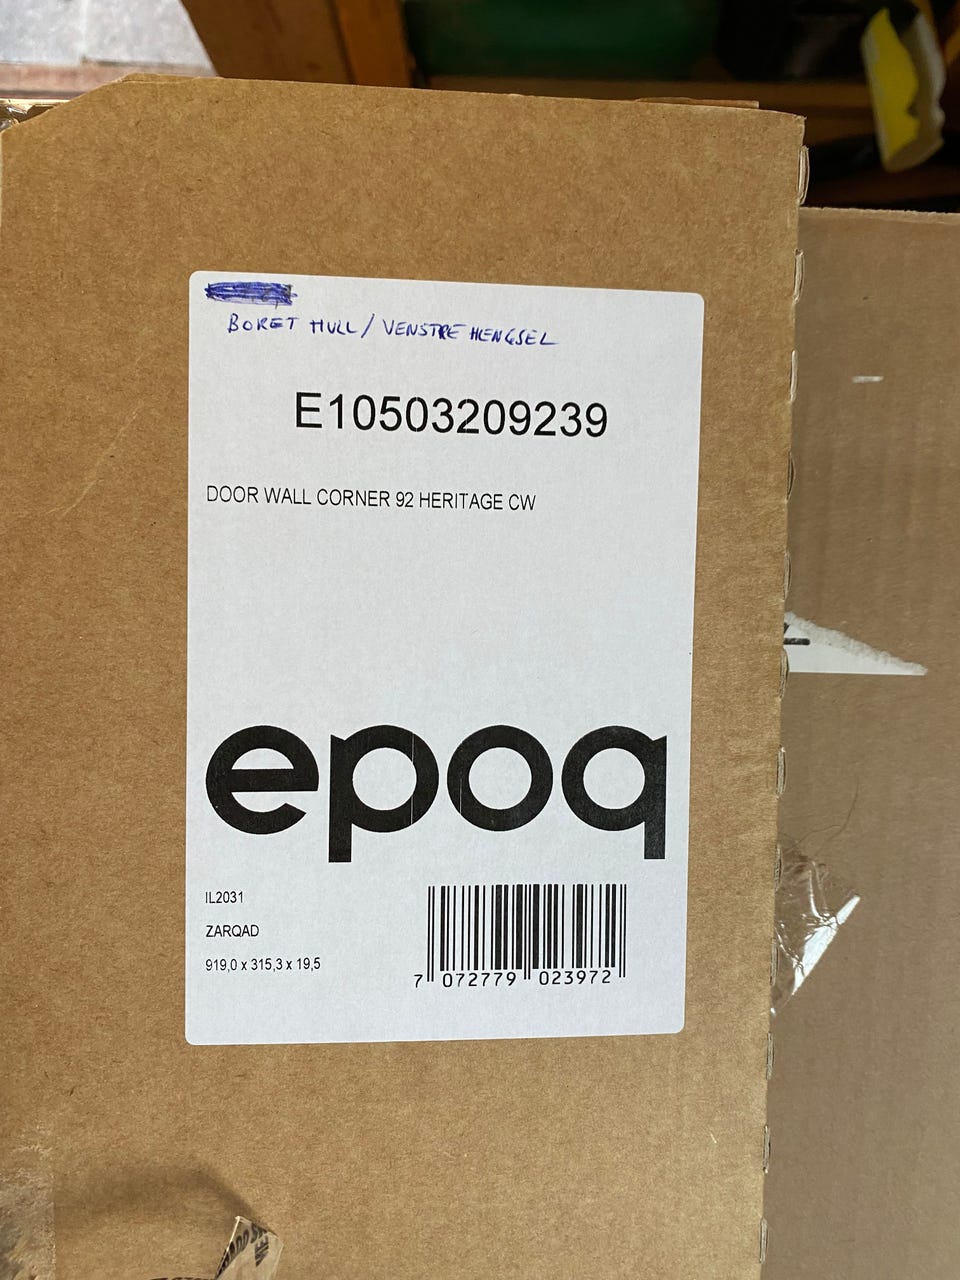 BORET HULL / VENSTRE HENGSEL
E10503209239
DOOR WALL CORNER 92 HERITAGE CW
epoq
IL2031
ZARQAD
919,0 x 315,3 x 19,5
7 072779 023972